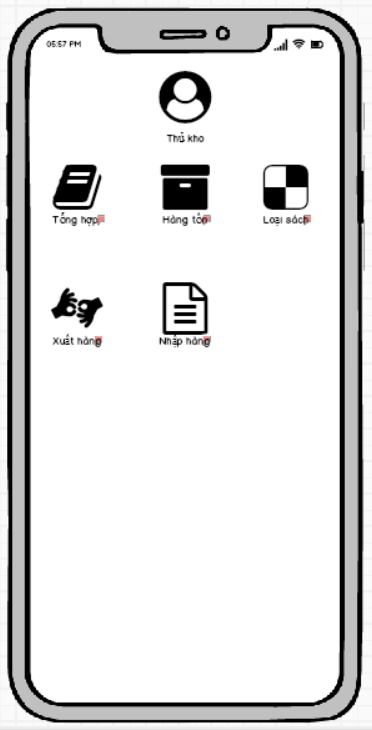 05:57 PM
Thủ kho
Tổng hợp
Hàng tồn
Loại sách
Xuất hàng
Nhập hàng